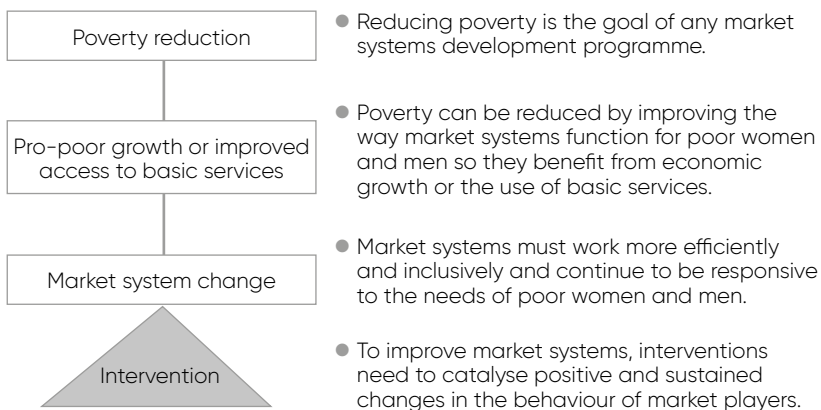 Poverty reduction
● Reducing poverty is the goal of any market
systems development programme.
Pro-poor growth or improved
access to basic services
● Poverty can be reduced by improving the
way market systems function for poor women
and men so they benefit from economic
growth or the use of basic services.
Market system change
● Market systems must work more efficiently
and inclusively and continue to be responsive
to the needs of poor women and men.
Intervention
● To improve market systems, interventions
need to catalyse positive and sustained
changes in the behaviour of market players.